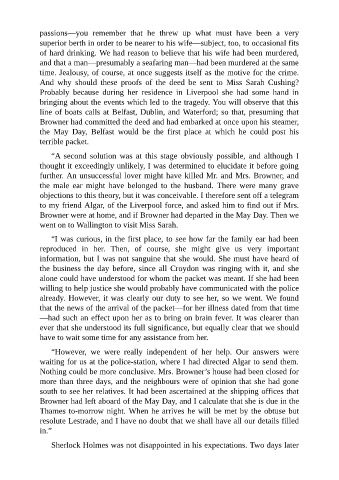 passions—you remember that he threw up what must have been a very
superior berth in order to be nearer to his wife—subject, too, to occasional fits
of hard drinking. We had reason to believe that his wife had been murdered,
and that a man—presumably a seafaring man—had been murdered at the same
time. Jealousy, of course, at once suggests itself as the motive for the crime.
And why should these proofs of the deed be sent to Miss Sarah Cushing?
Probably because during her residence in Liverpool she had some hand in
bringing about the events which led to the tragedy. You will observe that this
line of boats calls at Belfast, Dublin, and Waterford; so that, presuming that
Browner had committed the deed and had embarked at once upon his steamer,
the May Day, Belfast would be the first place at which he could post his
terrible packet.
“A second solution was at this stage obviously possible, and although I
thought it exceedingly unlikely, I was determined to elucidate it before going
further. An unsuccessful lover might have killed Mr. and Mrs. Browner, and
the male ear might have belonged to the husband. There were many grave
objections to this theory, but it was conceivable. I therefore sent off a telegram
to my friend Algar, of the Liverpool force, and asked him to find out if Mrs.
Browner were at home, and if Browner had departed in the May Day. Then we
went on to Wallington to visit Miss Sarah.
“I was curious, in the first place, to see how far the family ear had been
reproduced in her. Then, of course, she might give us very important
information, but I was not sanguine that she would. She must have heard of
the business the day before, since all Croydon was ringing with it, and she
alone could have understood for whom the packet was meant. If she had been
willing to help justice she would probably have communicated with the police
already. However, it was clearly our duty to see her, so we went. We found
that the news of the arrival of the packet—for her illness dated from that time
—had such an effect upon her as to bring on brain fever. It was clearer than
ever that she understood its full significance, but equally clear that we should
have to wait some time for any assistance from her.
“However, we were really independent of her help. Our answers were
waiting for us at the police-station, where I had directed Algar to send them.
Nothing could be more conclusive. Mrs. Browner’s house had been closed for
more than three days, and the neighbours were of opinion that she had gone
south to see her relatives. It had been ascertained at the shipping offices that
Browner had left aboard of the May Day, and I calculate that she is due in the
Thames to-morrow night. When he arrives he will be met by the obtuse but
resolute Lestrade, and I have no doubt that we shall have all our details filled
in.”
Sherlock Holmes was not disappointed in his expectations. Two days later